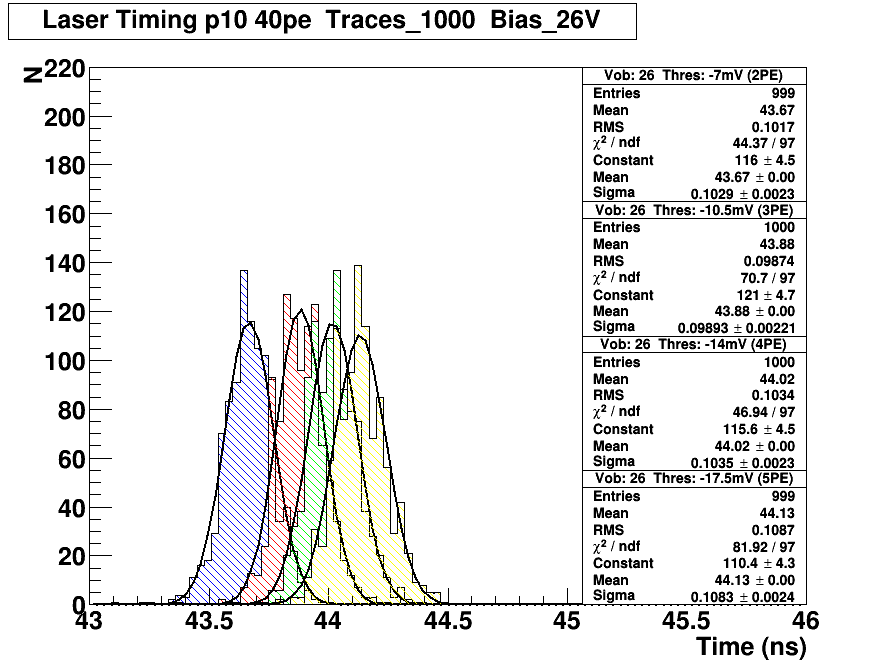 Laser Timing p10 40pe Traces_1000 Bias_26V
N
220
200
180
160
140
120
100
80
60
40
20
0
43 43.5 44 44.5 45 45.5 46
Time (ns)
Vob: 26 Thres: -7mV (2PE)
Entries 999
Mean 43.67
RMS 0.1017
χ² / ndf 44.37 / 97
Constant 116 ± 4.5
Mean 43.67 ± 0.00
Sigma 0.1029 ± 0.0023
Vob: 26 Thres: -10.5mV (3PE)
Entries 1000
Mean 43.88
RMS 0.09874
χ² / ndf 70.7 / 97
Constant 121 ± 4.7
Mean 43.88 ± 0.00
Sigma 0.09893 ± 0.00221
Vob: 26 Thres: -14mV (4PE)
Entries 1000
Mean 44.02
RMS 0.1034
χ² / ndf 46.94 / 97
Constant 115.6 ± 4.5
Mean 44.02 ± 0.00
Sigma 0.1035 ± 0.0023
Vob: 26 Thres: -17.5mV (5PE)
Entries 999
Mean 44.13
RMS 0.1087
χ² / ndf 81.92 / 97
Constant 110.4 ± 4.3
Mean 44.13 ± 0.00
Sigma 0.1083 ± 0.0024